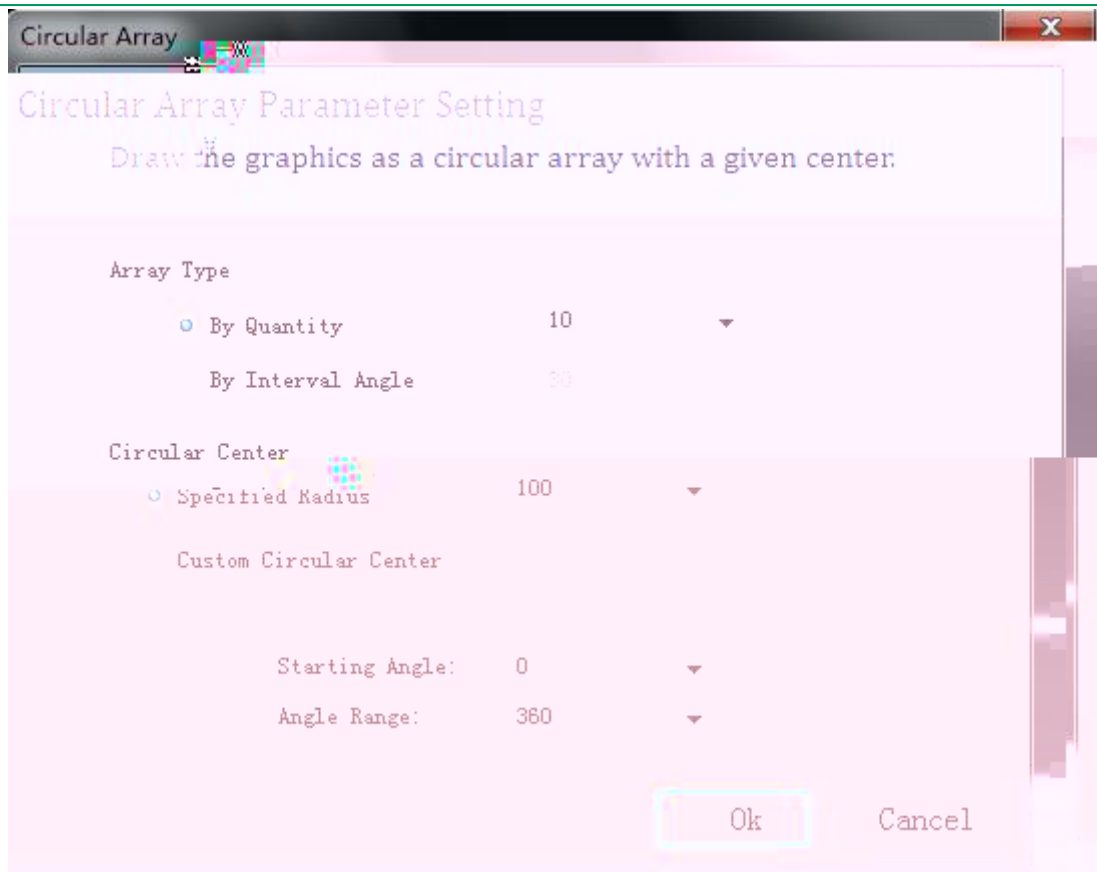 Circular Array
Circular Array Parameter Setting
Draw the graphics as a circular array with a given center.
Array Type
By Quantity 10
By Interval Angle 30
Circular Center
Specified Radius 100
Custom Circular Center
Starting Angle: 0
Angle Range: 360
Ok Cancel